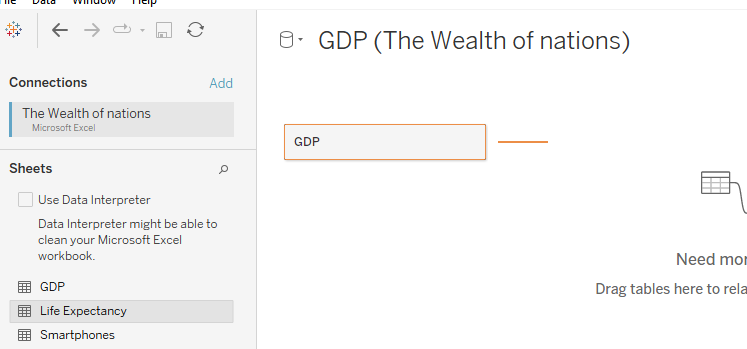 Data Window Help
GDP (The Wealth of nations)
Connections Add
The Wealth of nations
Microsoft Excel
GDP
Sheets
Use Data Interpreter
Data Interpreter might be able to
clean your Microsoft Excel
workbook.
Need mor
Drag tables here to rela
GDP
Life Expectancy
Smartphones